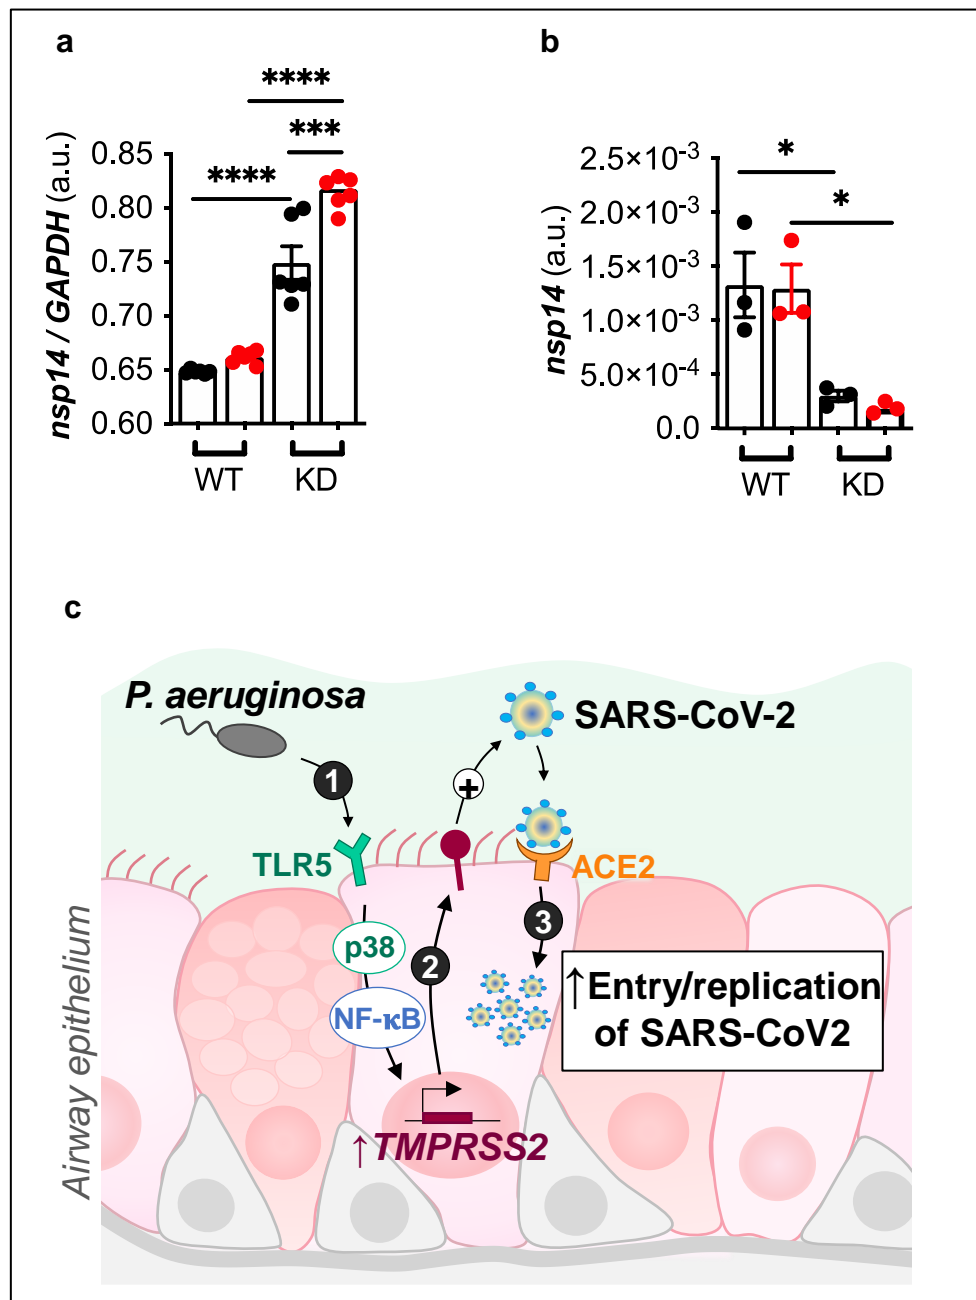 a
nsp14 / GAPDH (a.u.)
0.85
0.80
0.75
0.70
0.65
0.60
****
***
****
WT
KD
b
nsp14 (a.u.)
2.5×10⁻³
2.0×10⁻³
1.5×10⁻³
1.0×10⁻³
5.0×10⁻⁴
0.0
*
*
WT
KD
c
P. aeruginosa
SARS-CoV-2
1
+
TLR5
ACE2
p38
2
3
NF-κB
↑Entry/replication
of SARS-CoV2
↑TMPRSS2
Airway epithelium